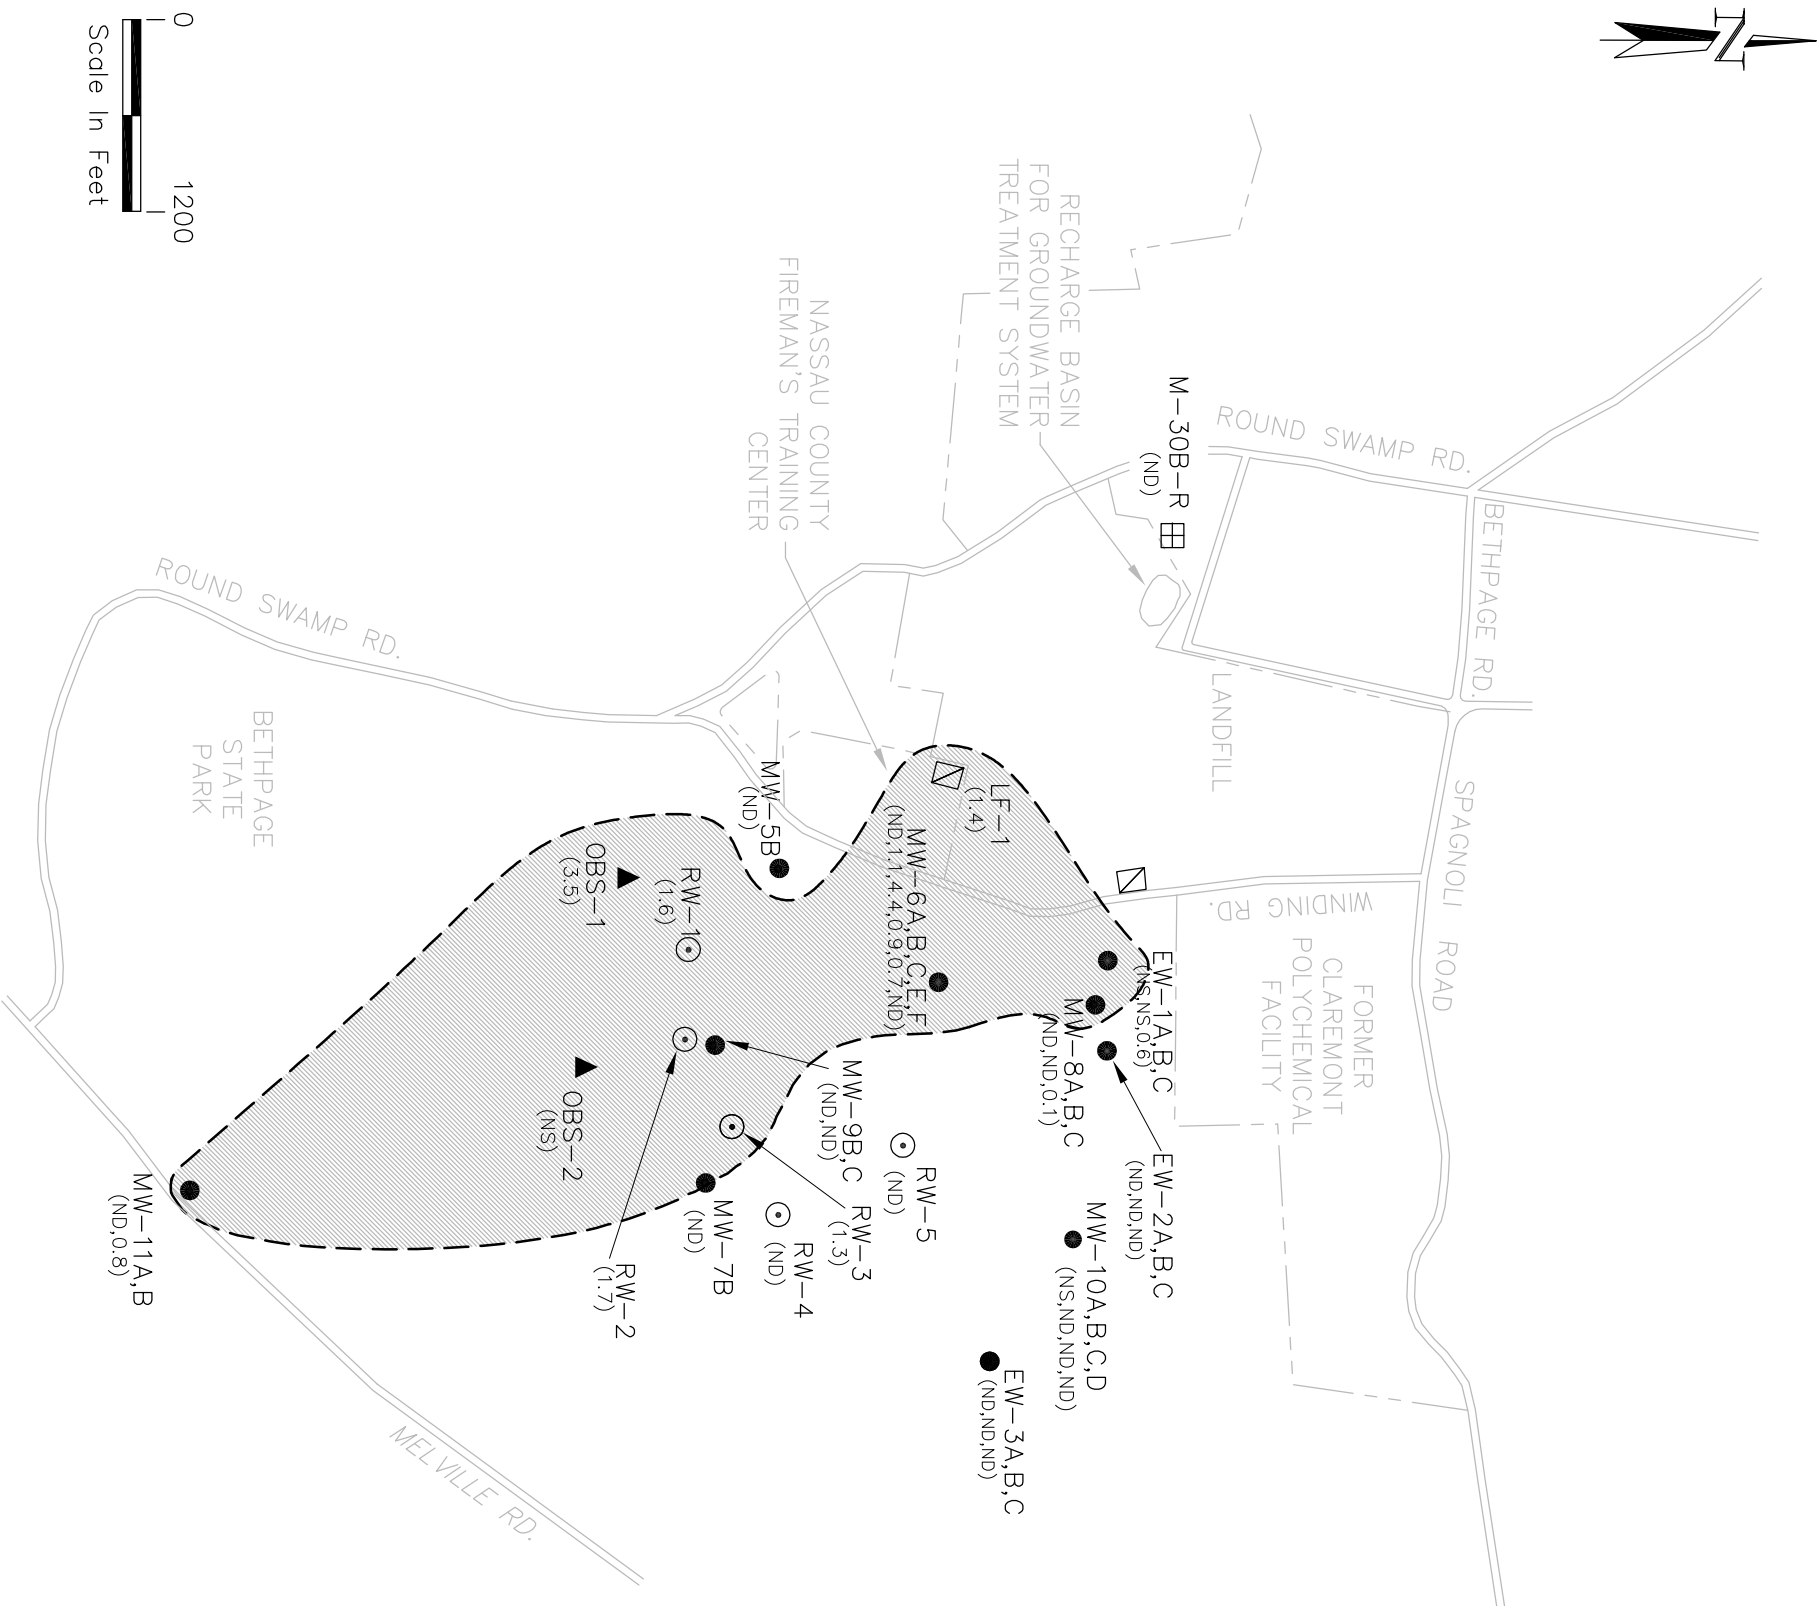 N
0
1200
Scale In Feet
RECHARGE BASIN
FOR GROUNDWATER
TREATMENT SYSTEM
NASSAU COUNTY
FIREMAN'S TRAINING
CENTER
M-30B-R
(ND)
ROUND SWAMP RD.
BETHPAGE RD.
LANDFILL
SPAGNOLI ROAD
WINDING RD.
FORMER
CLAREMONT
POLYCHEMICAL
FACILITY
ROUND SWAMP RD.
BETHPAGE
STATE
PARK
MELVILLE RD.
LF-1
(1.4)
MW-5B
(ND)
MW-6A,B,C,E,F
(ND,1.1,4.4,0.9,0.7,ND)
EW-1A,B,C
(NS,NS,0.6)
MW-8A,B,C
(ND,ND,0.1)
EW-2A,B,C
(ND,ND,ND)
MW-10A,B,C,D
(NS,ND,ND,ND)
EW-3A,B,C
(ND,ND,ND)
OBS-1
(3.5)
RW-1
(1.6)
OBS-2
(NS)
MW-9B,C
(ND,ND)
RW-5
(ND)
RW-3
(1.3)
RW-4
(ND)
MW-7B
(ND)
RW-2
(1.7)
MW-11A,B
(ND,0.8)